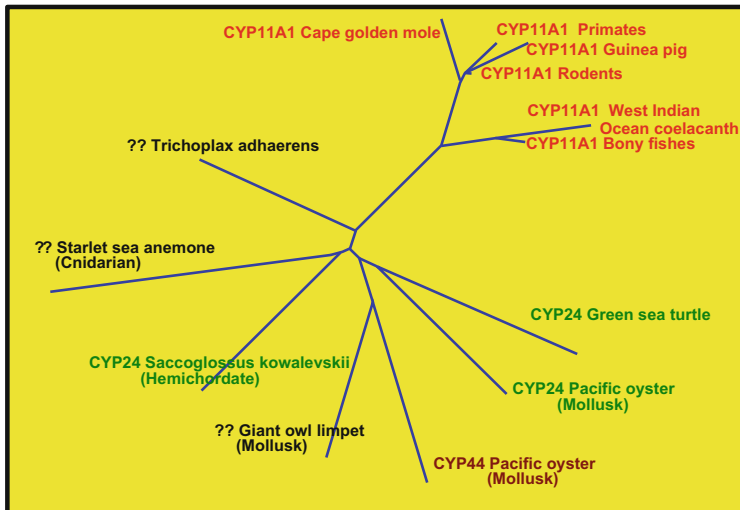 CYP11A1 Cape golden mole
CYP11A1  Primates
CYP11A1 Guinea pig
CYP11A1 Rodents
CYP11A1  West Indian
Ocean coelacanth
CYP11A1 Bony fishes
?? Trichoplax adhaerens
?? Starlet sea anemone
(Cnidarian)
CYP24 Green sea turtle
CYP24 Saccoglossus kowalevskii
(Hemichordate)
CYP24 Pacific oyster
(Mollusk)
?? Giant owl limpet
(Mollusk)
CYP44 Pacific oyster
(Mollusk)